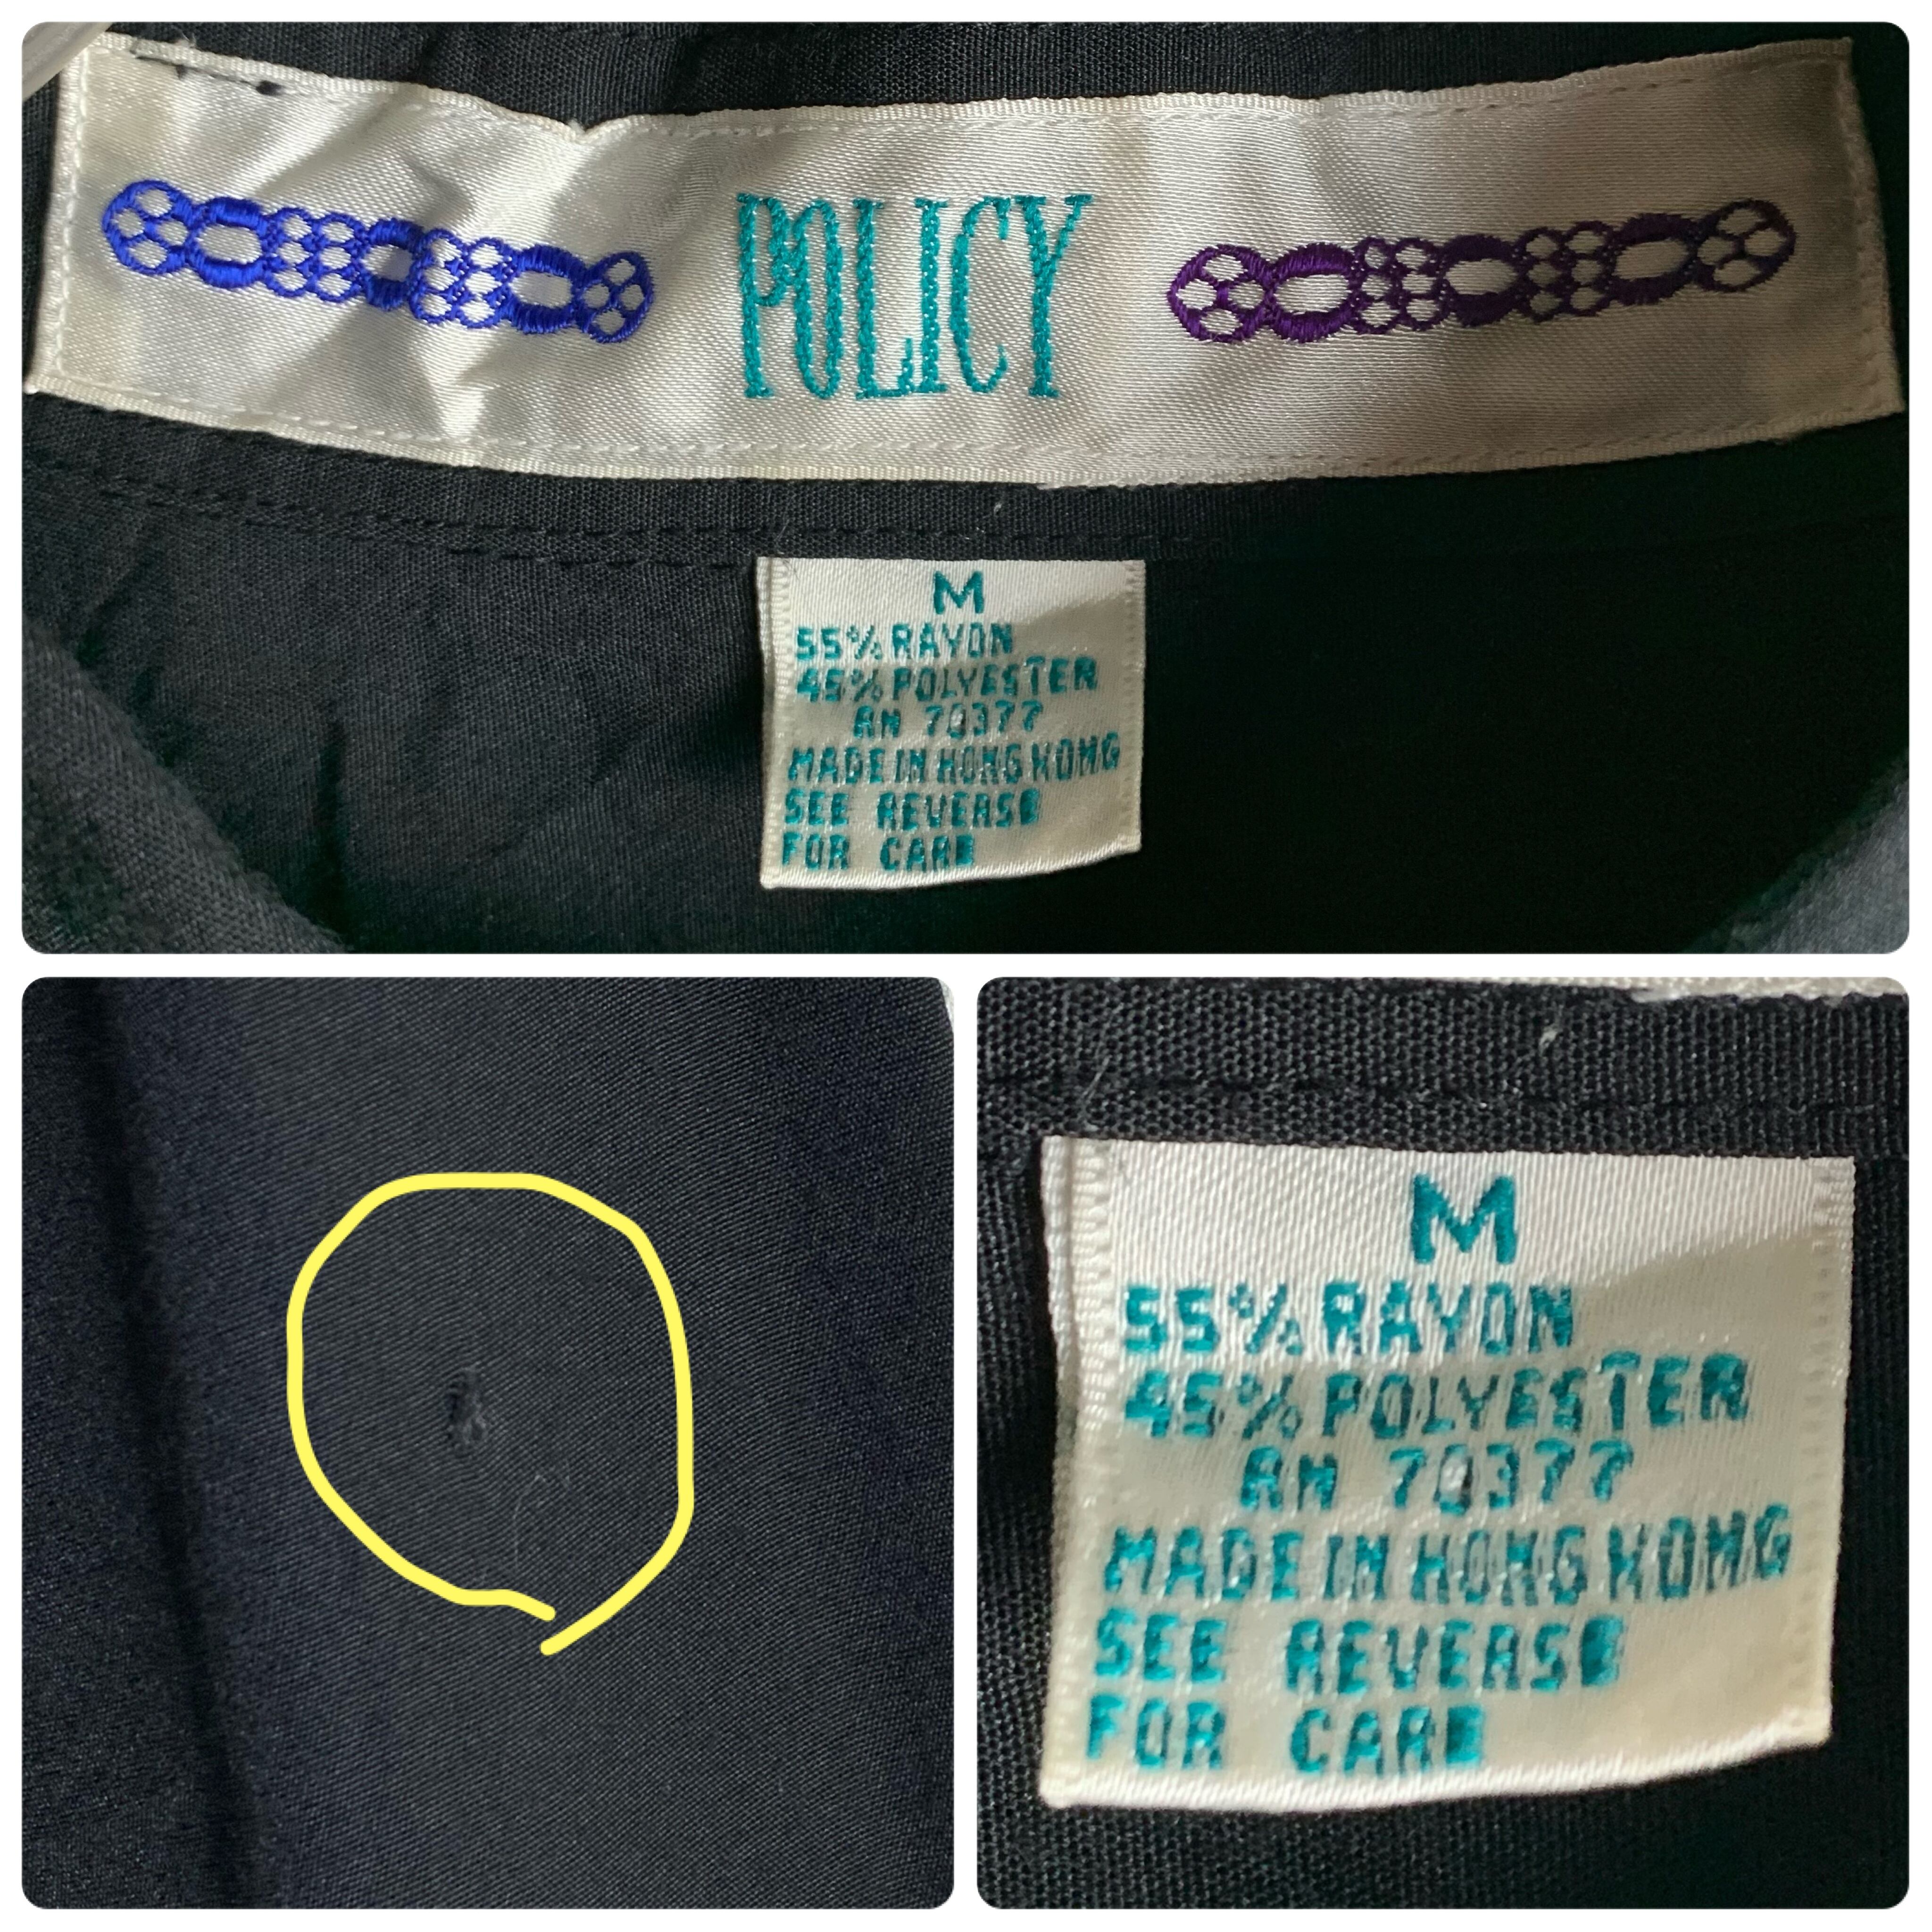 POLICY
M
55% RAYON
45% POLYESTER
RN 70377
MADE IN HONG KONG
SEE REVERSE
FOR CARE
M
55% RAYON
45% POLYESTER
RN 70377
MADE IN HONG KONG
SEE REVERSE
FOR CARE